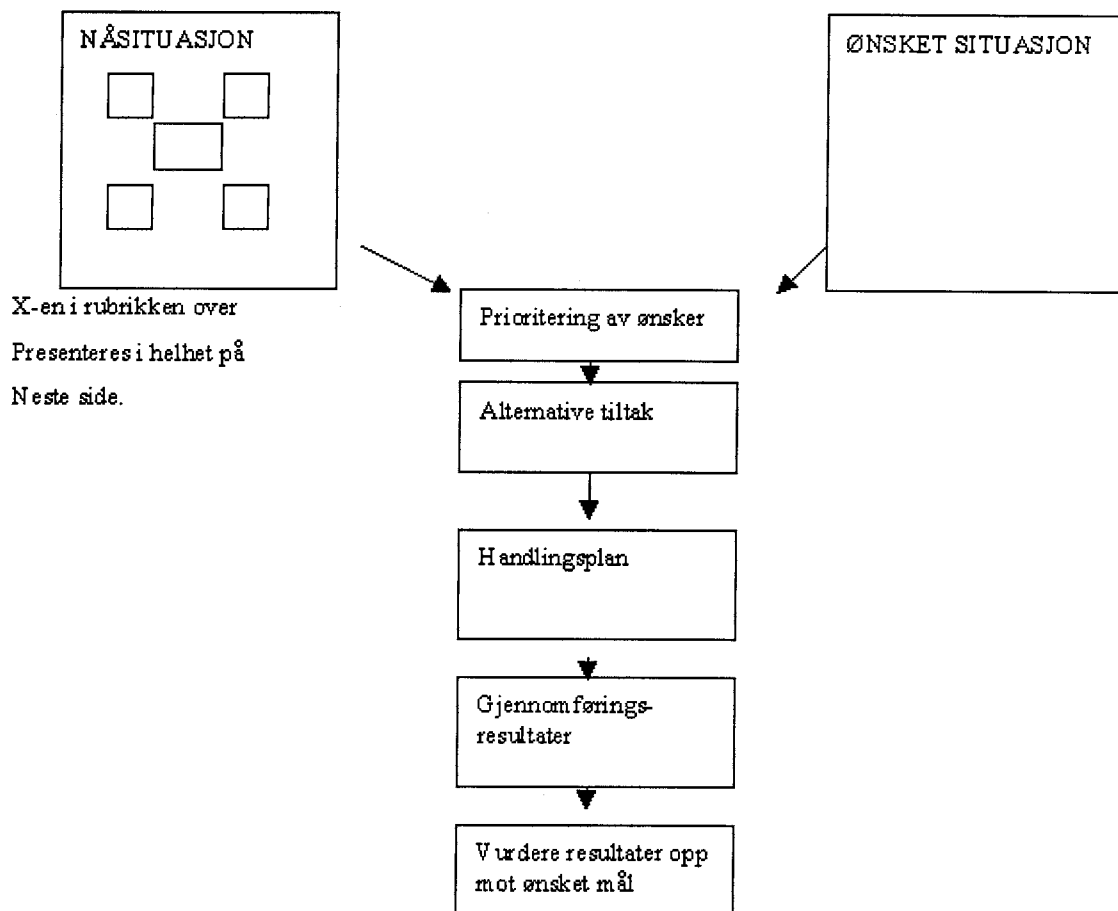 NÅSITUASJON
ØNSKET SITUASJON
X-en i rubrikken over
Presenteres i helhet på
Neste side.
Prioritering av ønsker
Alternative tiltak
Handlingsplan
Gjennomførings-
resultater
Vurdere resultater opp
mot ønsket mål